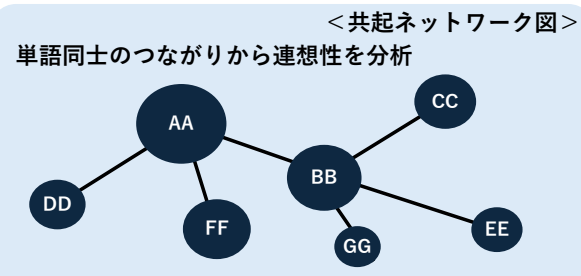 ＜共起ネットワーク図＞
単語同士のつながりから連想性を分析
CC
AA
BB
DD
FF
EE
GG